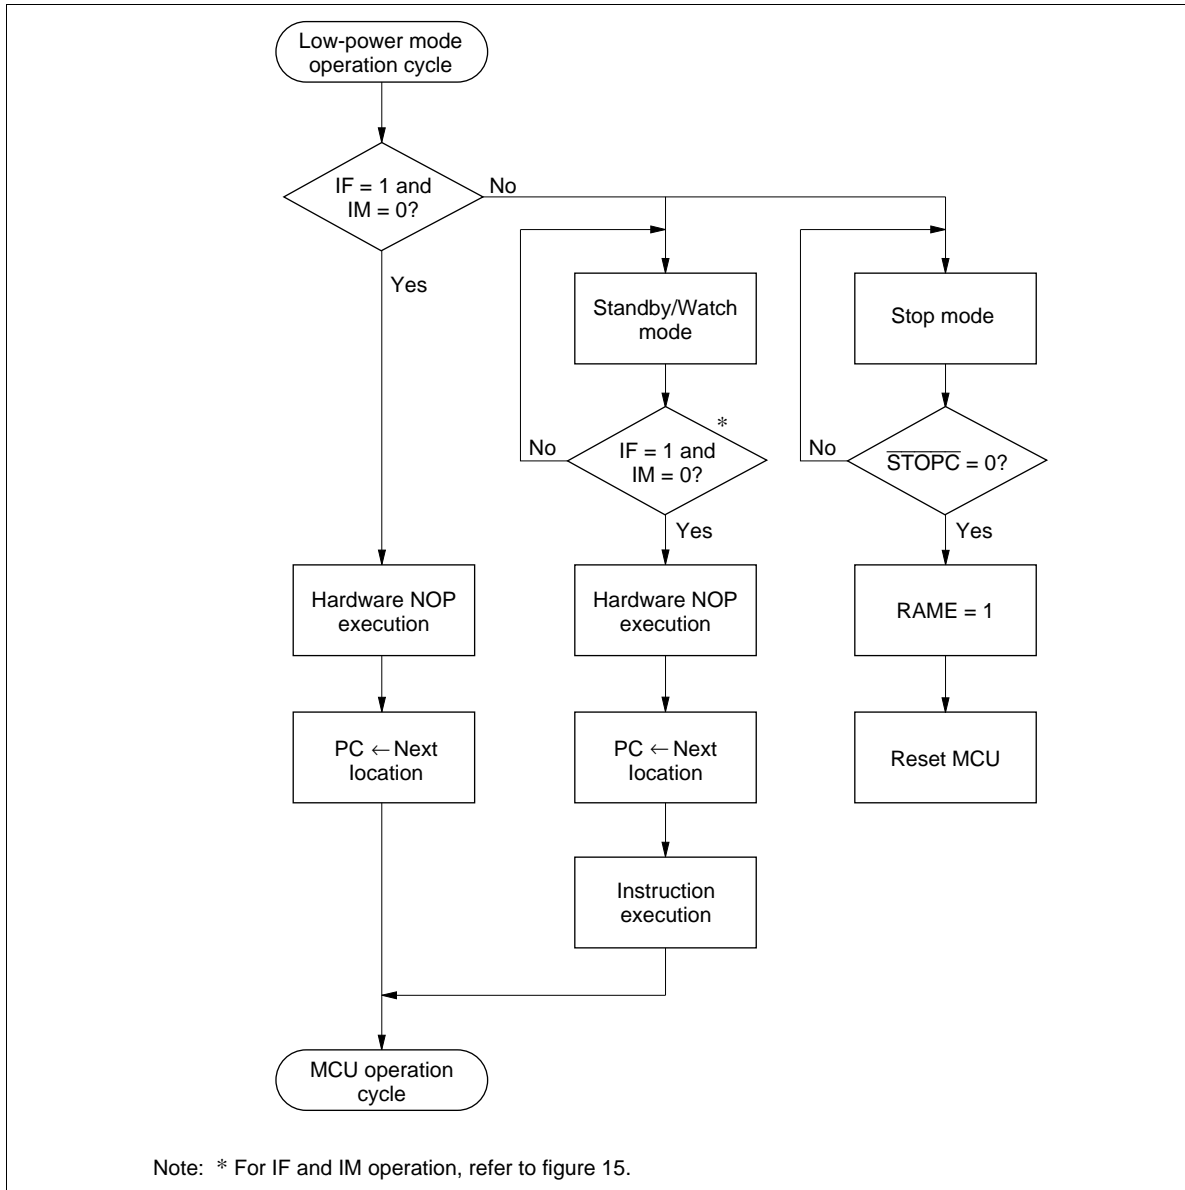 Low-power mode
operation cycle
IF = 1 and
IM = 0?
No
Yes
Standby/Watch
mode
Stop mode
*
No
IF = 1 and
IM = 0?
No
S̅T̅O̅P̅C̅ = 0?
Yes
Yes
Hardware NOP
execution
Hardware NOP
execution
RAME = 1
PC ← Next
location
PC ← Next
location
Reset MCU
Instruction
execution
MCU operation
cycle
Note: * For IF and IM operation, refer to figure 15.